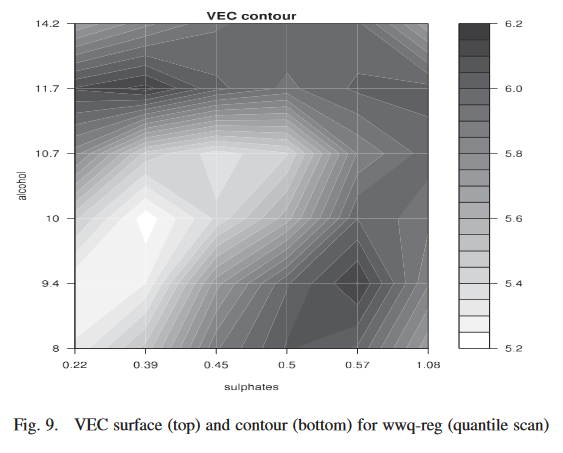 VEC contour
14.2
11.7
10.7
10
9.4
8
alcohol
0.22 0.39 0.45 0.5 0.57 1.08
sulphates
6.2
6.0
5.8
5.6
5.4
5.2
Fig. 9. VEC surface (top) and contour (bottom) for wwq-reg (quantile scan)